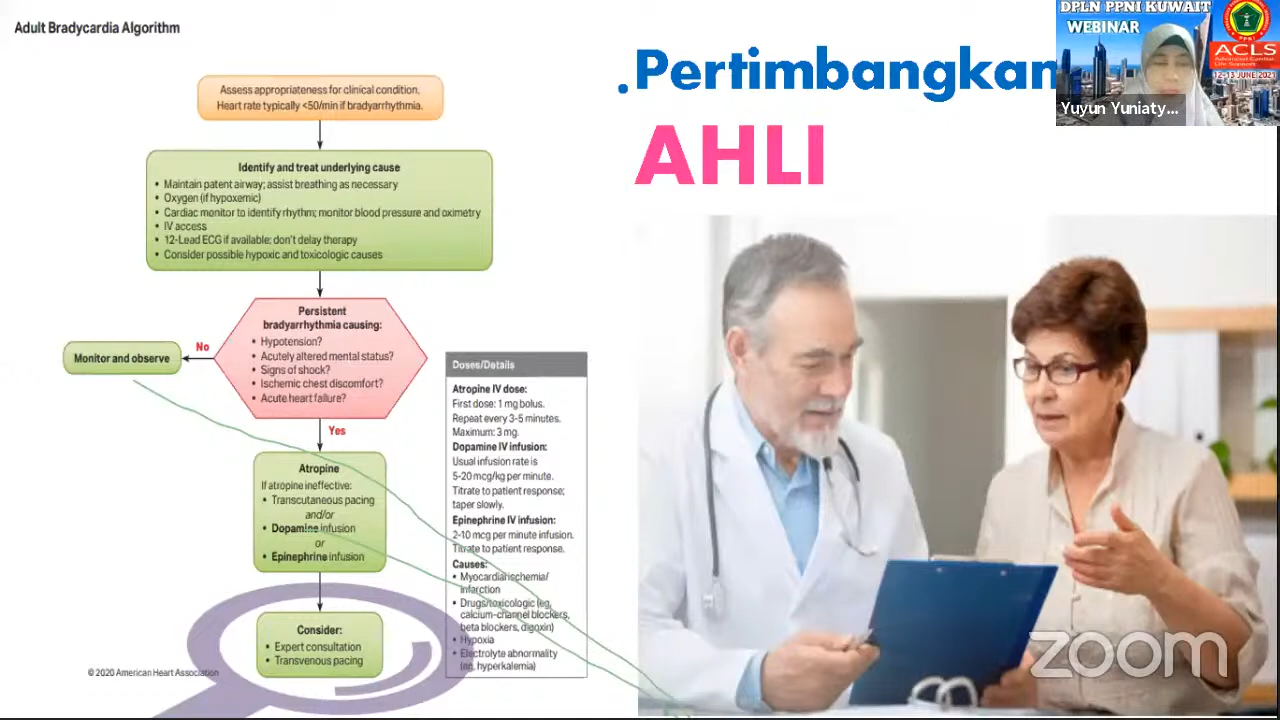 Adult Bradycardia Algorithm
Assess appropriateness for clinical condition.
Heart rate typically <50/min if bradyarrhythmia.
Identify and treat underlying cause
• Maintain patent airway; assist breathing as necessary
• Oxygen (if hypoxemic)
• Cardiac monitor to identify rhythm; monitor blood pressure and oximetry
• IV access
• 12-Lead ECG if available; don't delay therapy
• Consider possible hypoxic and toxicologic causes
Persistent
bradyarrhythmia causing:
• Hypotension?
• Acutely altered mental status?
• Signs of shock?
• Ischemic chest discomfort?
• Acute heart failure?
No
Monitor and observe
Yes
Atropine
If atropine ineffective:
• Transcutaneous pacing
and/or
• Dopamine infusion
or
• Epinephrine infusion
Consider:
• Expert consultation
• Transvenous pacing
© 2020 American Heart Association
Doses/Details
Atropine IV dose:
First dose: 1 mg bolus.
Repeat every 3-5 minutes.
Maximum: 3 mg.
Dopamine IV infusion:
Usual infusion rate is
5-20 mcg/kg per minute.
Titrate to patient response;
taper slowly.
Epinephrine IV infusion:
2-10 mcg per minute infusion.
Titrate to patient response.
Causes:
• Myocardial ischemia/
infarction
• Drugs/toxicologic (eg,
calcium-channel blockers,
beta blockers, digoxin)
• Hypoxia
• Electrolyte abnormality
(eg, hyperkalemia)
.Pertimbangkan
AHLI
DPLN PPNI KUWAIT
WEBINAR
PPNI
ACLS
Advanced Cardiac
Life Support
12-13 JUNE 2021
Yuyun Yuniaty...
zoom